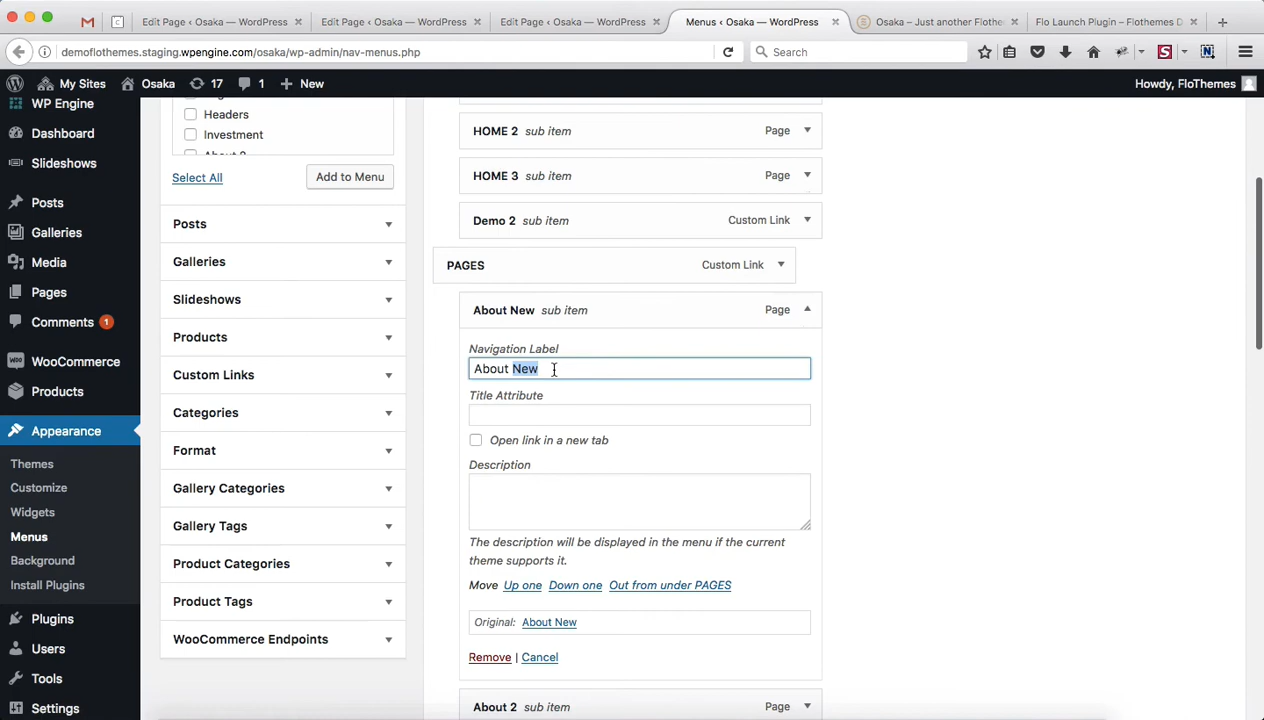 Edit Page ‹ Osaka — WordPress
Edit Page ‹ Osaka — WordPress
Edit Page ‹ Osaka — WordPress
Menus ‹ Osaka — WordPress
Osaka – Just another Flothe
Flo Launch Plugin – Flothemes D
demoflothemes.staging.wpengine.com/osaka/wp-admin/nav-menus.php
Search
My Sites
Osaka
17
1
New
Howdy, FloThemes
WP Engine
Dashboard
Slideshows
Posts
Galleries
Media
Pages
Comments 1
WooCommerce
Products
Appearance
Themes
Customize
Widgets
Menus
Background
Install Plugins
Plugins
Users
Tools
Settings
Headers
Investment
About 2
Select All
Add to Menu
Posts
Galleries
Slideshows
Products
Custom Links
Categories
Format
Gallery Categories
Gallery Tags
Product Categories
Product Tags
WooCommerce Endpoints
HOME 2 sub item Page
HOME 3 sub item Page
Demo 2 sub item Custom Link
PAGES Custom Link
About New sub item Page
Navigation Label
About New
Title Attribute
Open link in a new tab
Description
The description will be displayed in the menu if the current
theme supports it.
Move Up one Down one Out from under PAGES
Original: About New
Remove | Cancel
About 2 sub item Page